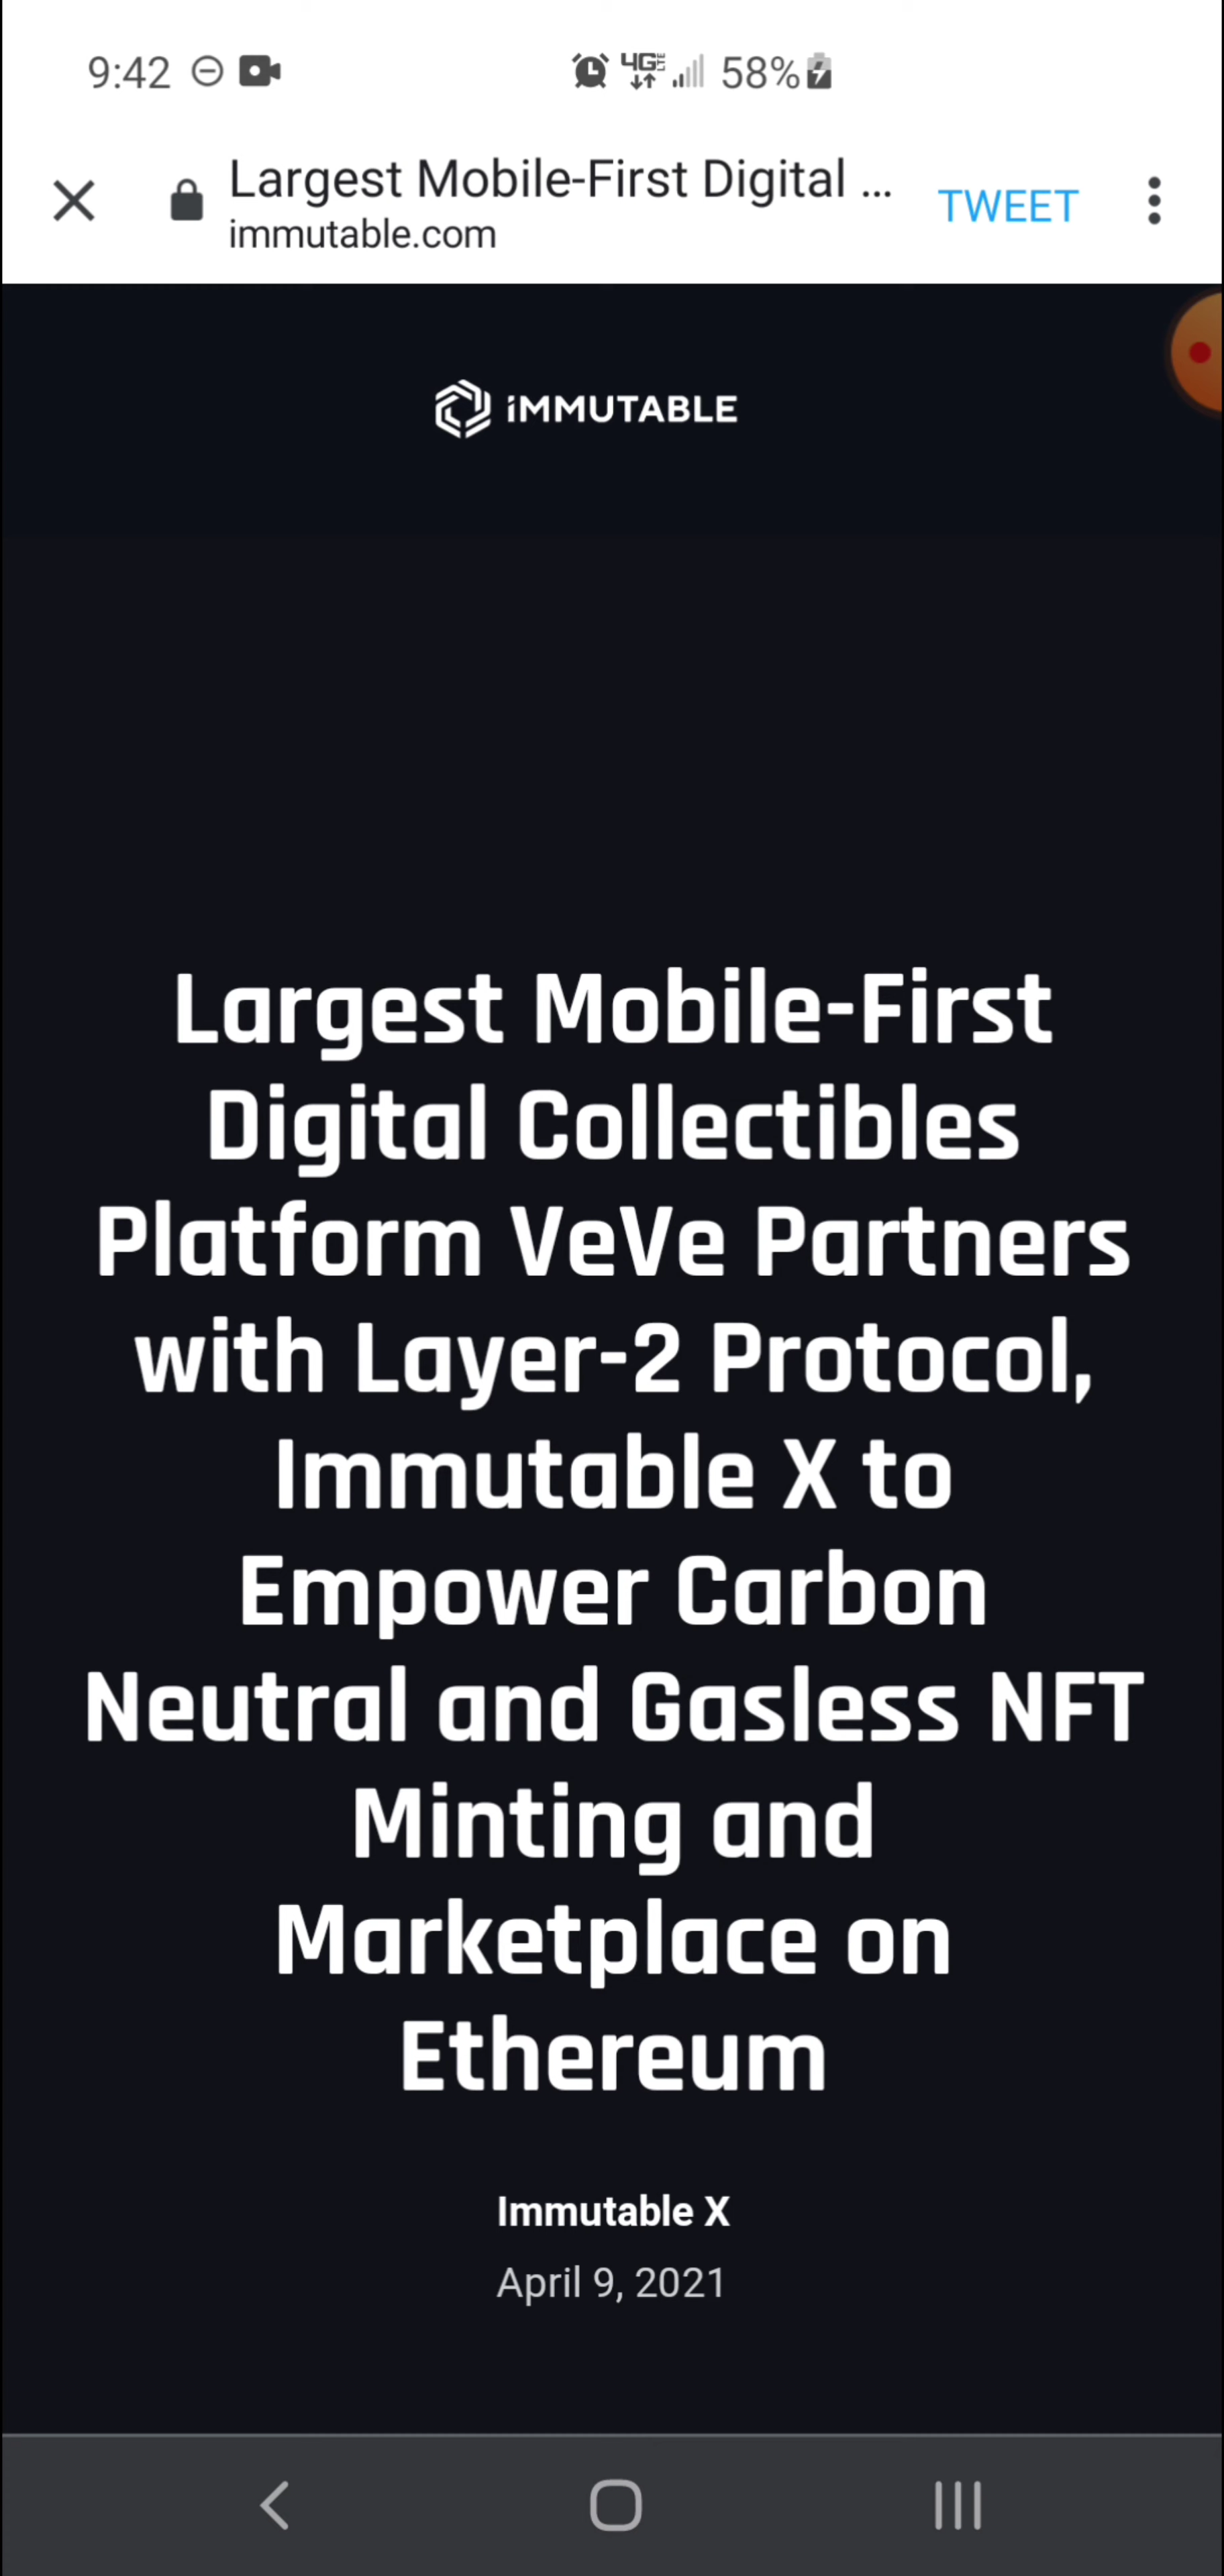 9:42
4G LTE
58%
Largest Mobile-First Digital ...
immutable.com
TWEET
iMMUTABLE
Largest Mobile-First
Digital Collectibles
Platform VeVe Partners
with Layer-2 Protocol,
Immutable X to
Empower Carbon
Neutral and Gasless NFT
Minting and
Marketplace on
Ethereum
Immutable X
April 9, 2021